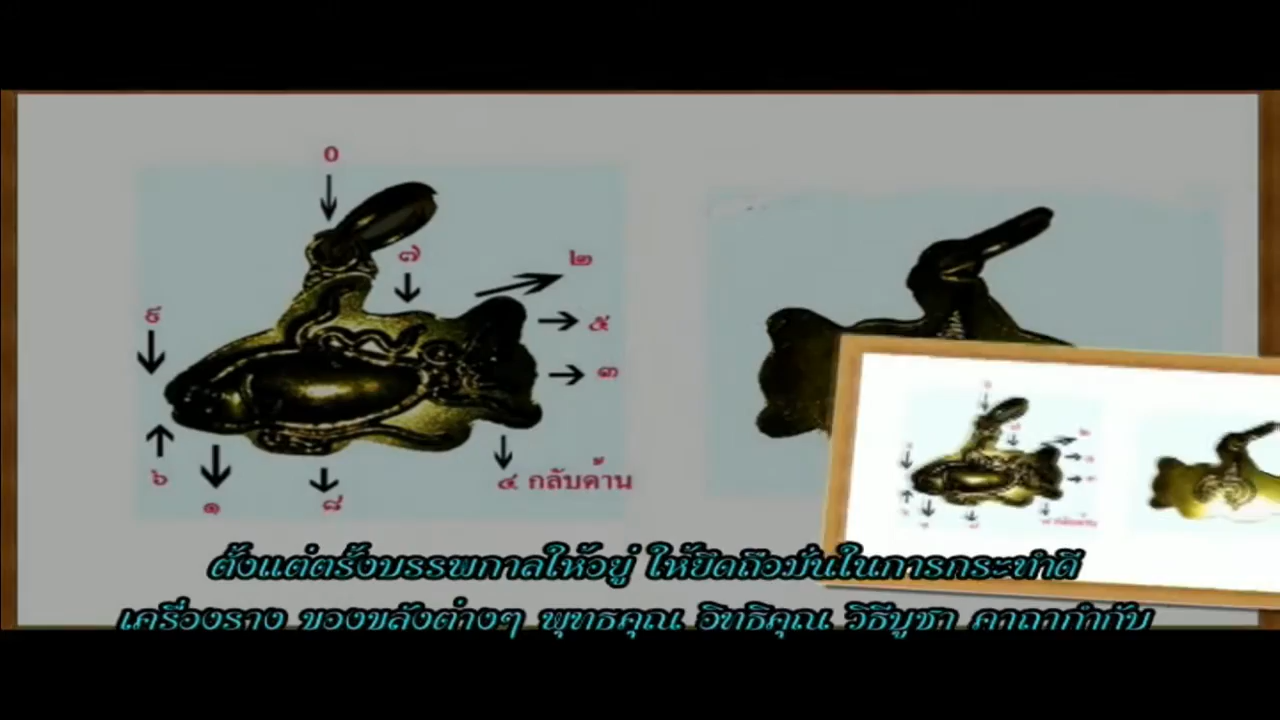 ๐
๗
๒
๕
๓
๖
๑
๘
๔ กลับด้าน
ตั้งแต่ครั้งบรรพกาลให้อยู่ ให้ยึดถือมั่นในการกระทำดี
เครื่องราง ของขลังต่างๆ พุทธคุณ อิทธิคุณ วิธีบูชา คาถากำกับ